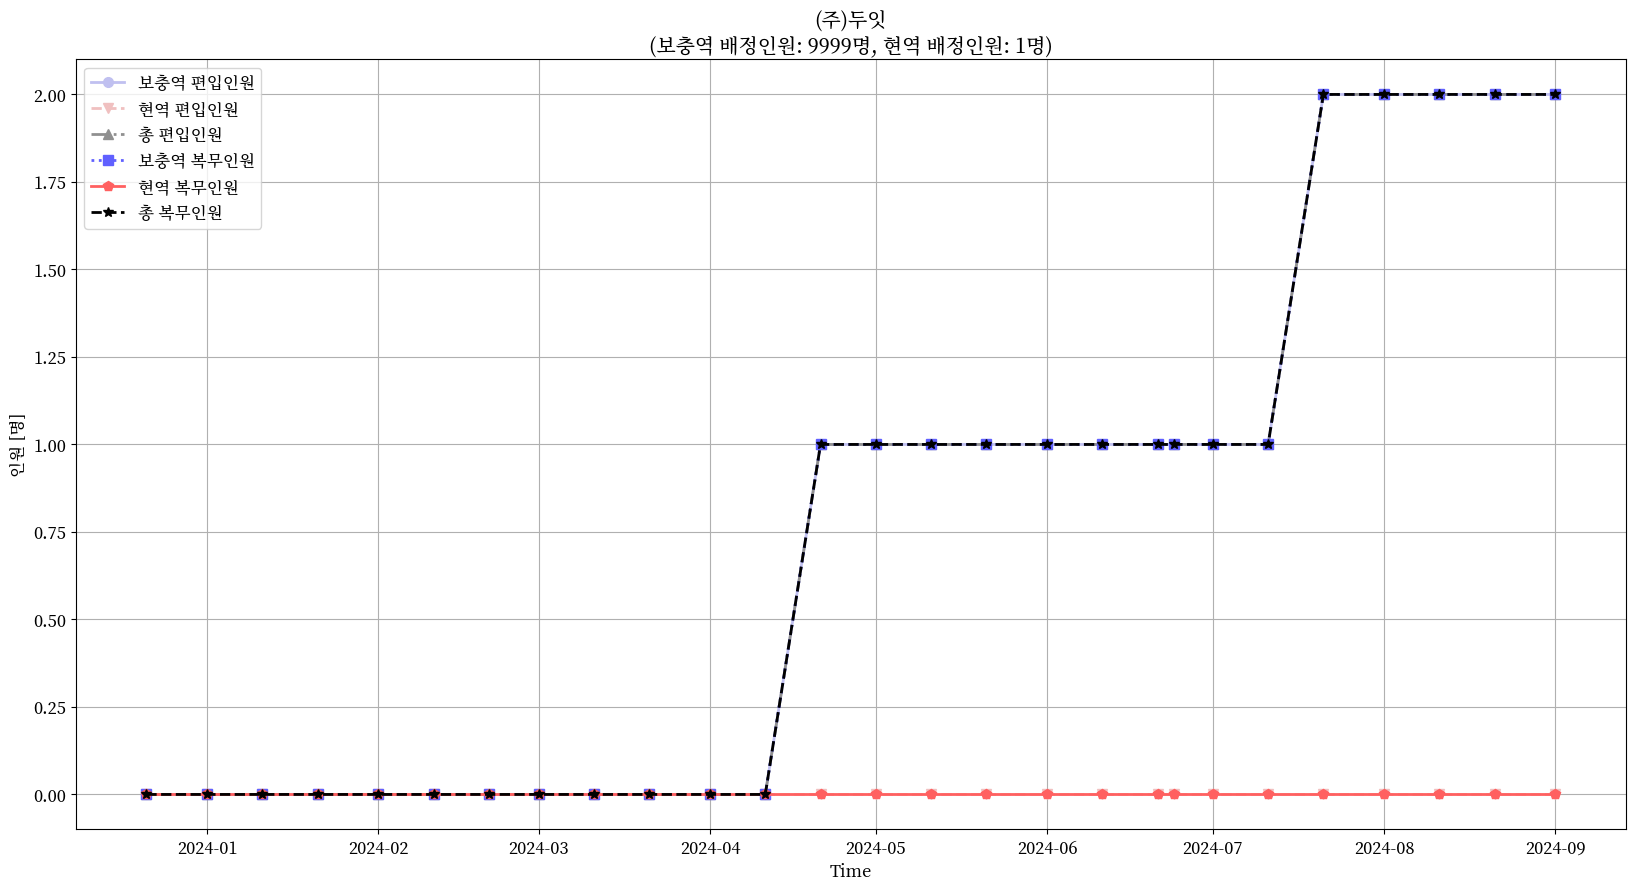 (주)두잇
(보충역 배정인원: 9999명, 현역 배정인원: 1명)
보충역 편입인원
현역 편입인원
총 편입인원
보충역 복무인원
현역 복무인원
총 복무인원
2.00
1.75
1.50
1.25
1.00
0.75
0.50
0.25
0.00
인원 [명]
2024-01 2024-02 2024-03 2024-04 2024-05 2024-06 2024-07 2024-08 2024-09
Time